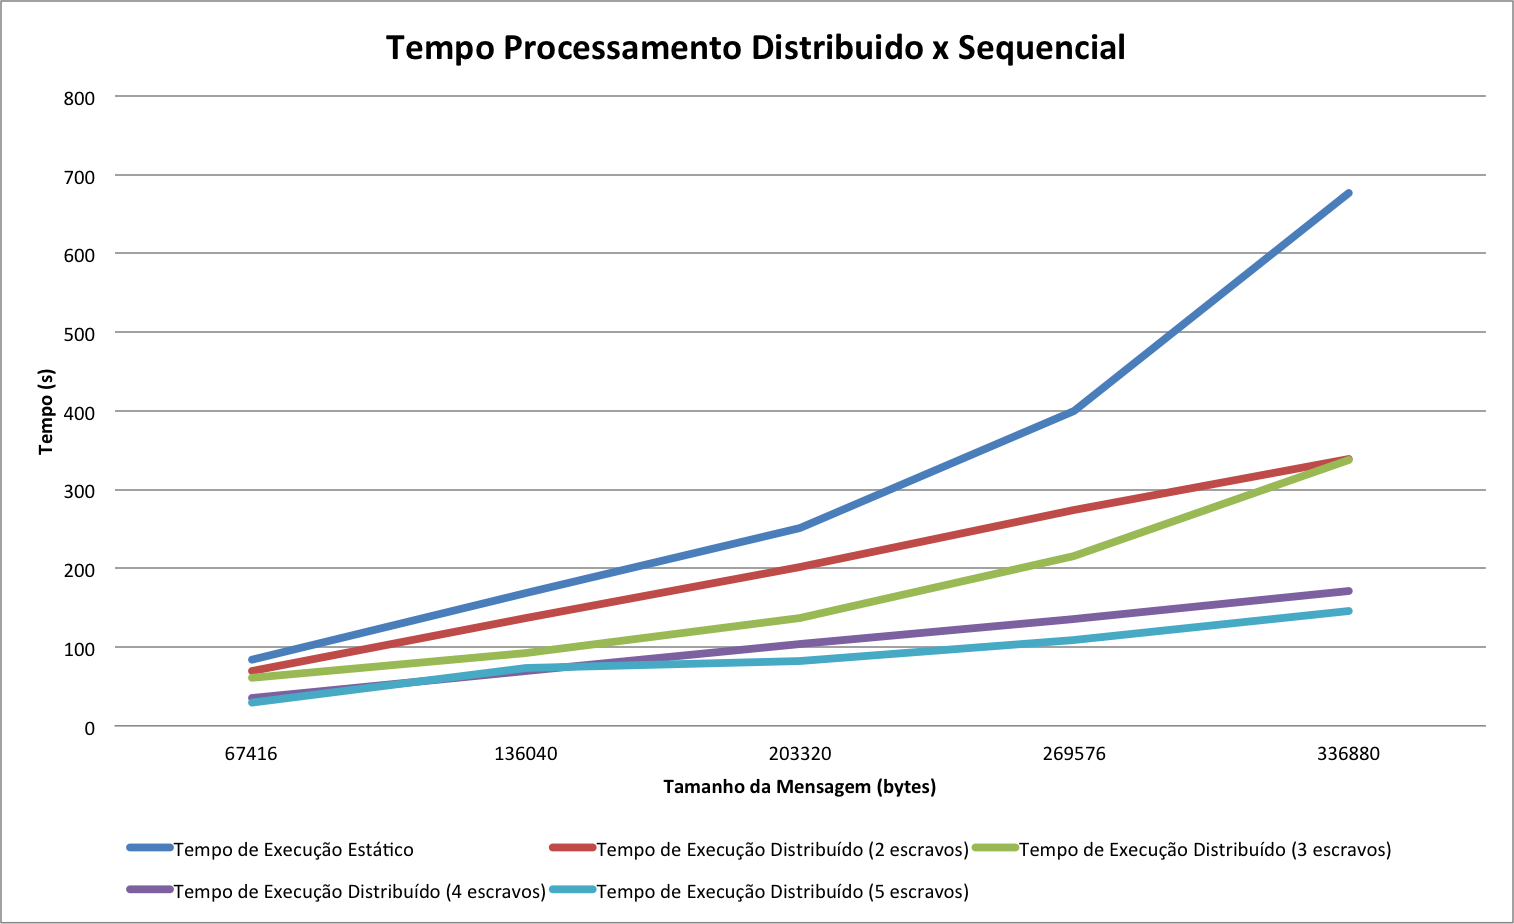 Tempo Processamento Distribuido x Sequencial
800
700
600
500
400
300
200
100
0
Tempo (s)
67416 136040 203320 269576 336880
Tamanho da Mensagem (bytes)
Tempo de Execução Estático Tempo de Execução Distribuído (2 escravos) Tempo de Execução Distribuído (3 escravos)
Tempo de Execução Distribuído (4 escravos) Tempo de Execução Distribuído (5 escravos)